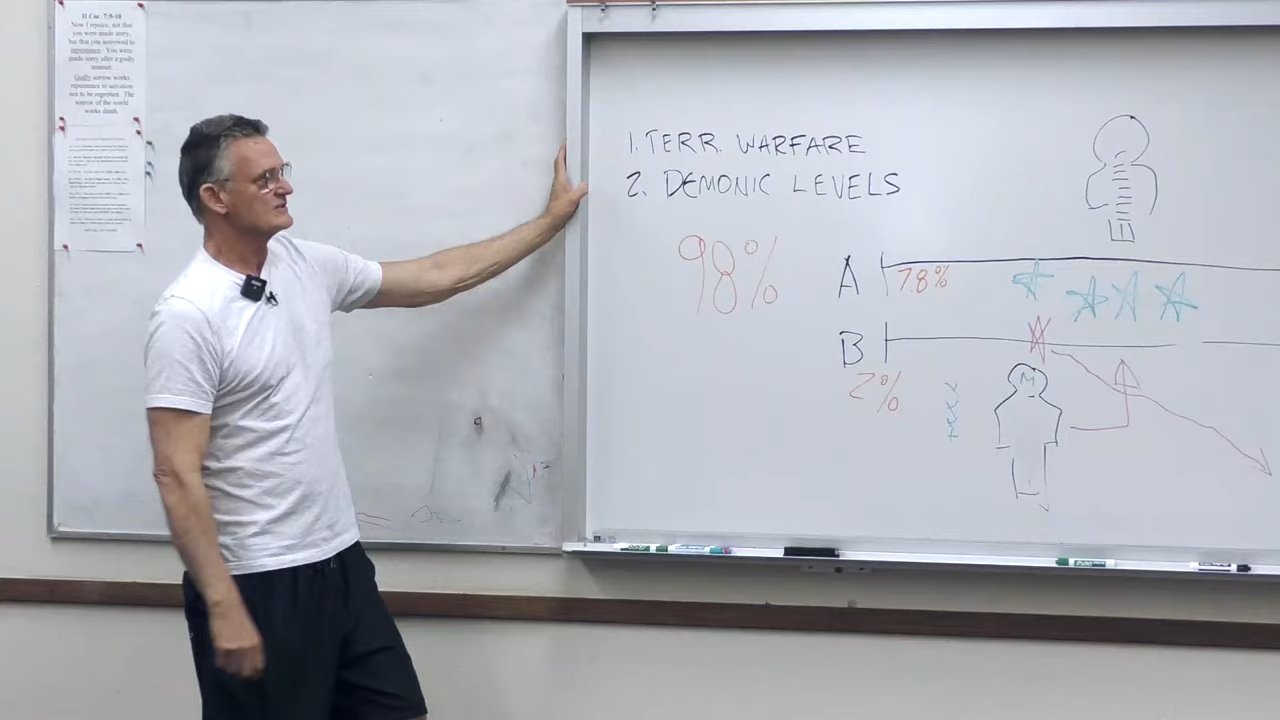 II Cor. 7:9-10
Now I rejoice, not that
you were made sorry,
but that you sorrowed to
repentance. You were
made sorry after a godly
manner...
Godly sorrow works
repentance to salvation
not to be regretted. The
sorrow of the world
works death.
1. TERR. WARFARE
2. DEMONIC LEVELS
98%
A 78%
B
2%
M